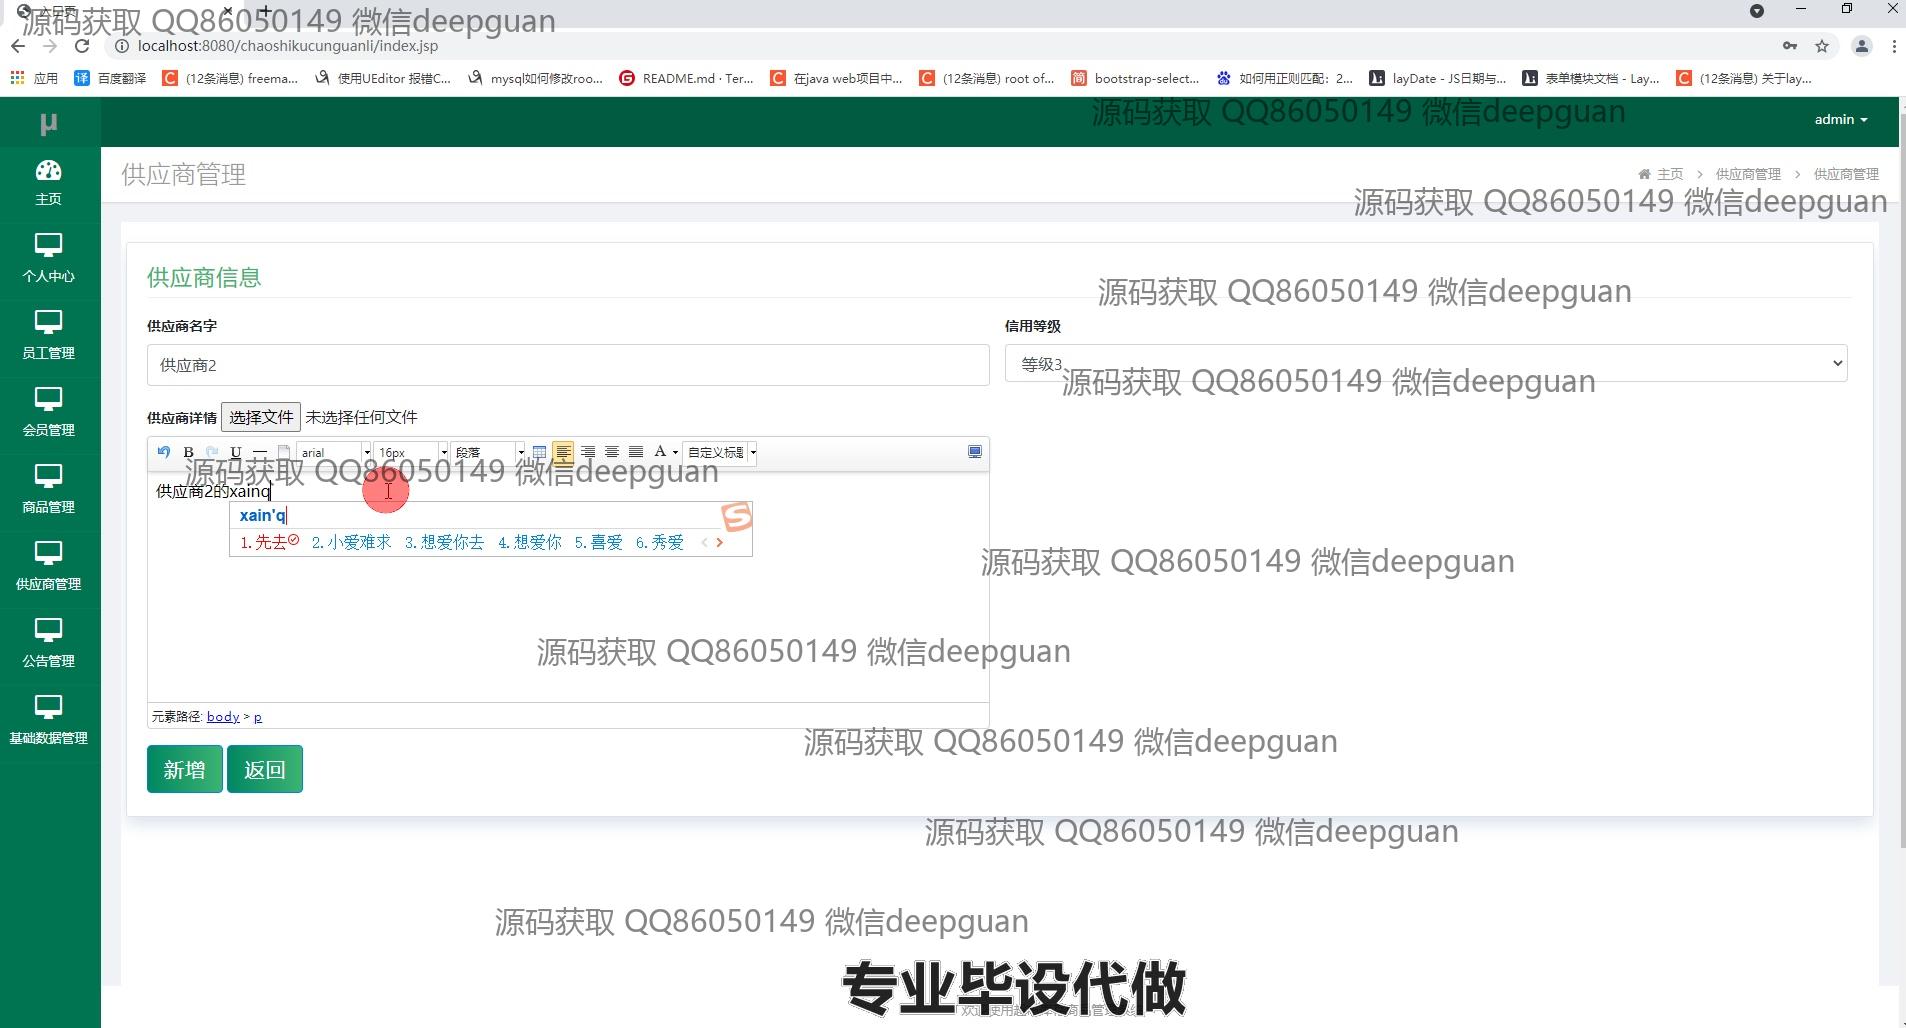 源码获取 QQ86050149 微信deepguan
localhost:8080/chaoshikucunguanli/index.jsp
应用
百度翻译
(12条消息) freema...
使用UEditor 报错C...
mysql如何修改roo...
README.md · Ter...
在java web项目中...
(12条消息) root of...
bootstrap-select...
如何用正则匹配：2...
layDate - JS日期与...
表单模块文档 - Lay...
(12条消息) 关于lay...
μ
源码获取 QQ86050149 微信deepguan
admin
主页
供应商管理
主页 > 供应商管理 > 供应商管理
源码获取 QQ86050149 微信deepguan
个人中心
员工管理
会员管理
商品管理
供应商管理
公告管理
基础数据管理
供应商信息
源码获取 QQ86050149 微信deepguan
供应商名字
信用等级
供应商2
等级3
源码获取 QQ86050149 微信deepguan
供应商详情 选择文件 未选择任何文件
B U arial 16px 段落 A 自定义标题
源码获取 QQ86050149 微信deepguan
供应商2的xainq
xain'q
1.先去 2.小爱难求 3.想爱你去 4.想爱你 5.喜爱 6.秀爱
源码获取 QQ86050149 微信deepguan
源码获取 QQ86050149 微信deepguan
元素路径: body > p
源码获取 QQ86050149 微信deepguan
新增 返回
源码获取 QQ86050149 微信deepguan
源码获取 QQ86050149 微信deepguan
专业毕设代做